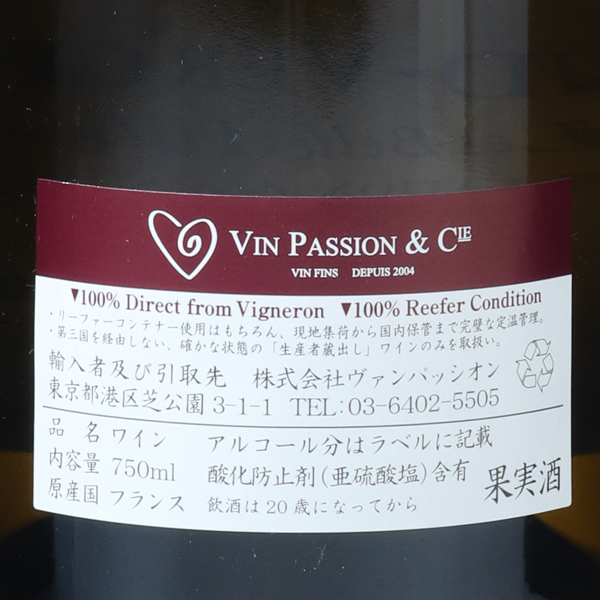 VIN PASSION & CIE
VIN FINS DEPUIS 2004
▼100% Direct from Vigneron ▼100% Reefer Condition
・リーファーコンテナー使用はもちろん、現地集荷から国内保管まで完璧な定温管理。
・第三国を経由しない、確かな状態の「生産者蔵出し」ワインのみを取扱い。
輸入者及び引取先 株式会社ヴァンパッシオン
東京都港区芝公園 3-1-1 TEL:03-6402-5505
品名 ワイン アルコール分はラベルに記載
内容量 750ml 酸化防止剤(亜硫酸塩)含有
原産国 フランス 飲酒は20歳になってから
果実酒